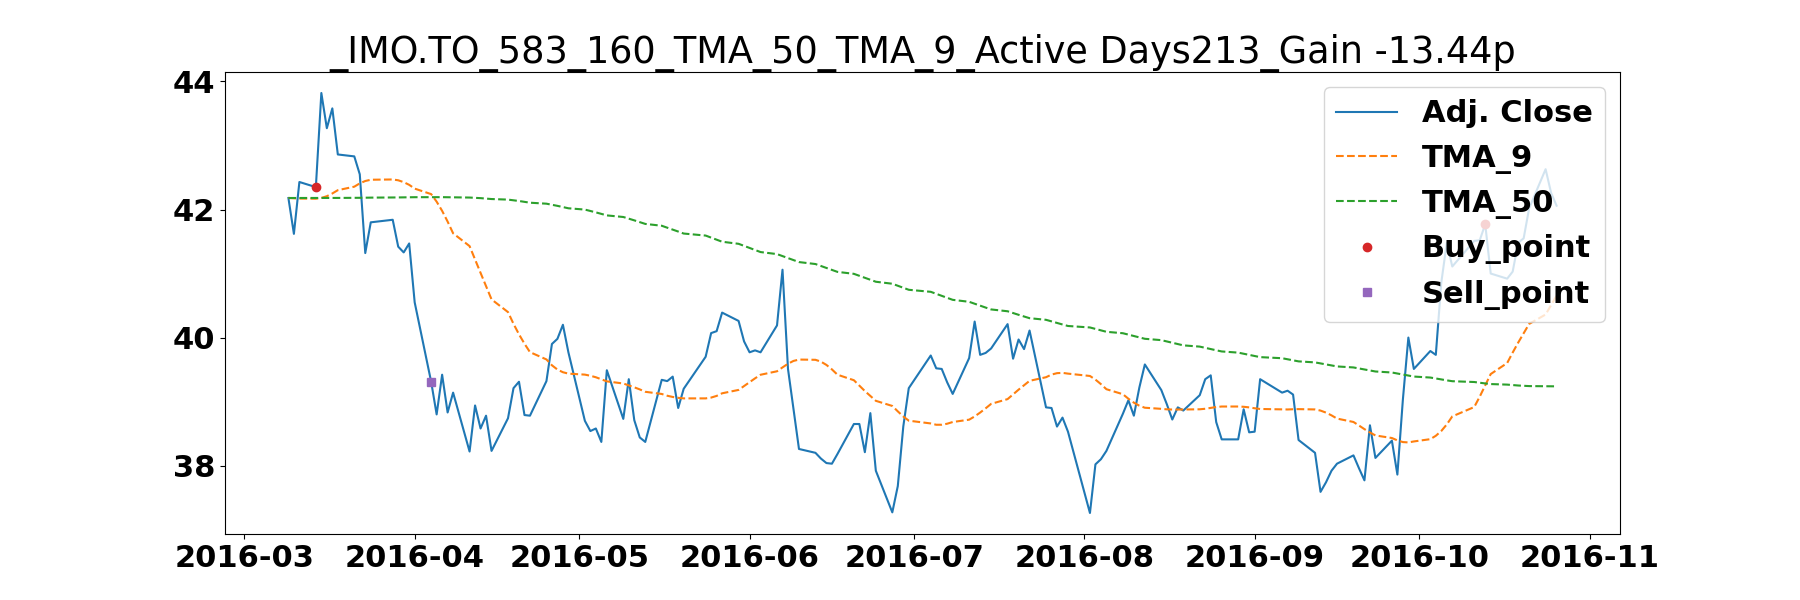 _IMO.TO_583_160_TMA_50_TMA_9_Active Days213_Gain -13.44p
44
42
40
38
Adj. Close
TMA_9
TMA_50
Buy_point
Sell_point
2016-03 2016-04 2016-05 2016-06 2016-07 2016-08 2016-09 2016-10 2016-11